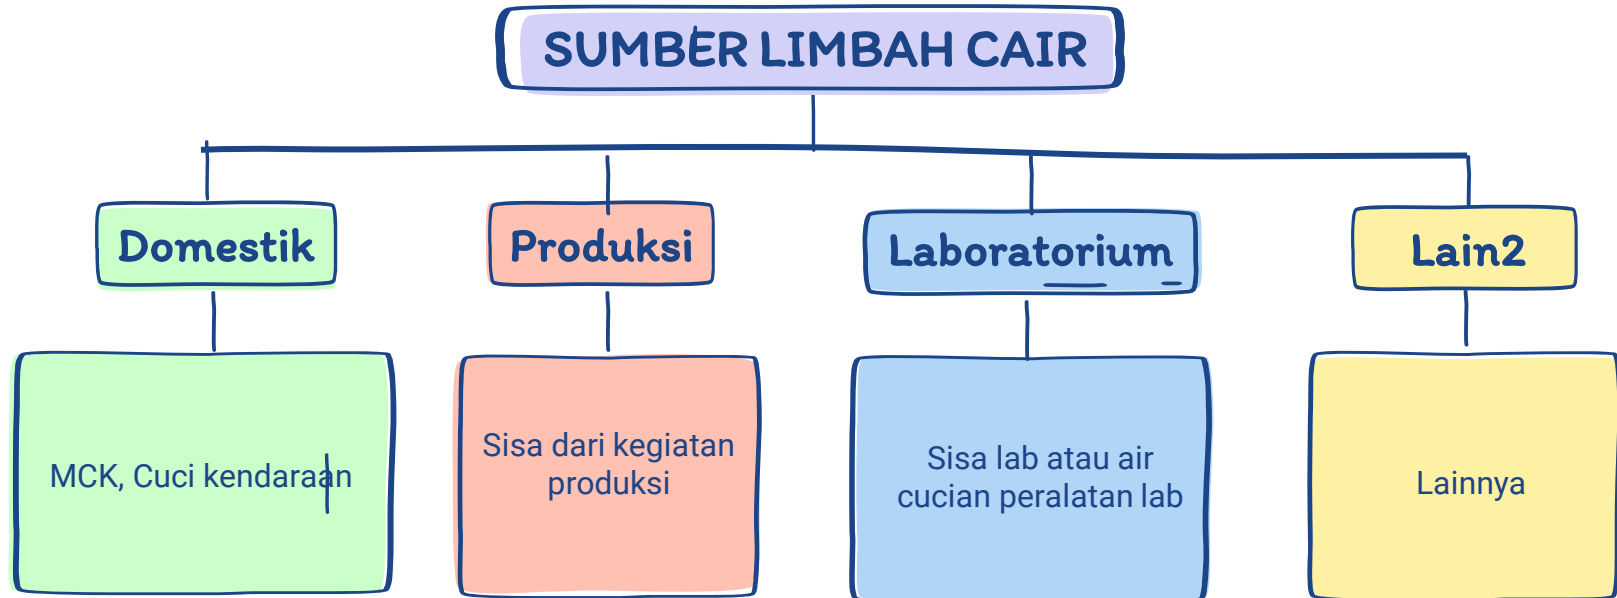 SUMBER LIMBAH CAIR
Domestik
Produksi
Laboratorium
Lain2
MCK, Cuci kendaraan
Sisa dari kegiatan
produksi
Sisa lab atau air
cucian peralatan lab
Lainnya